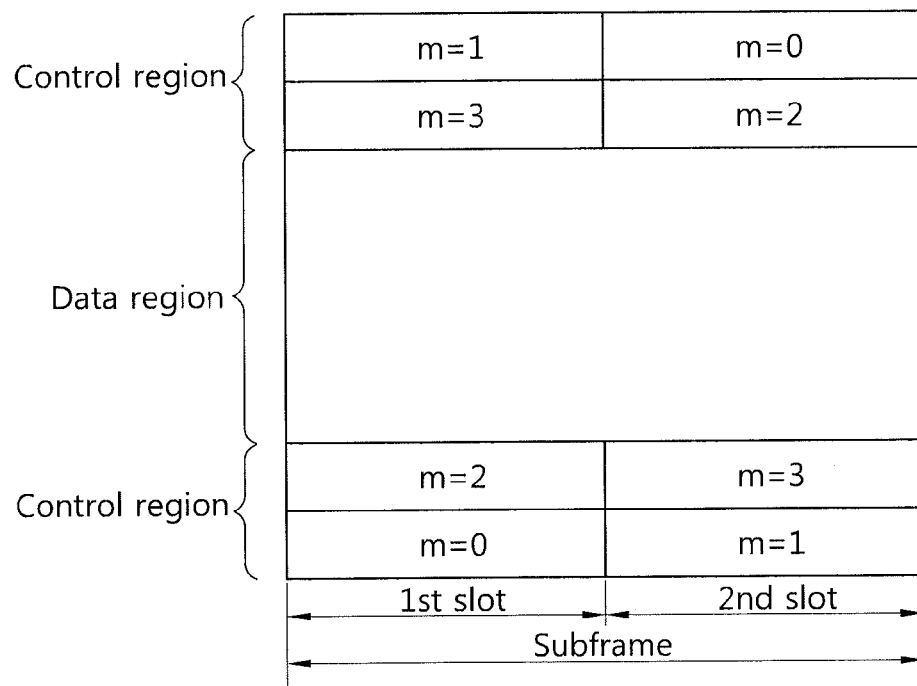 m=1 m=0
Control region
m=3 m=2
Data region
m=2 m=3
Control region
m=0 m=1
1st slot 2nd slot
Subframe